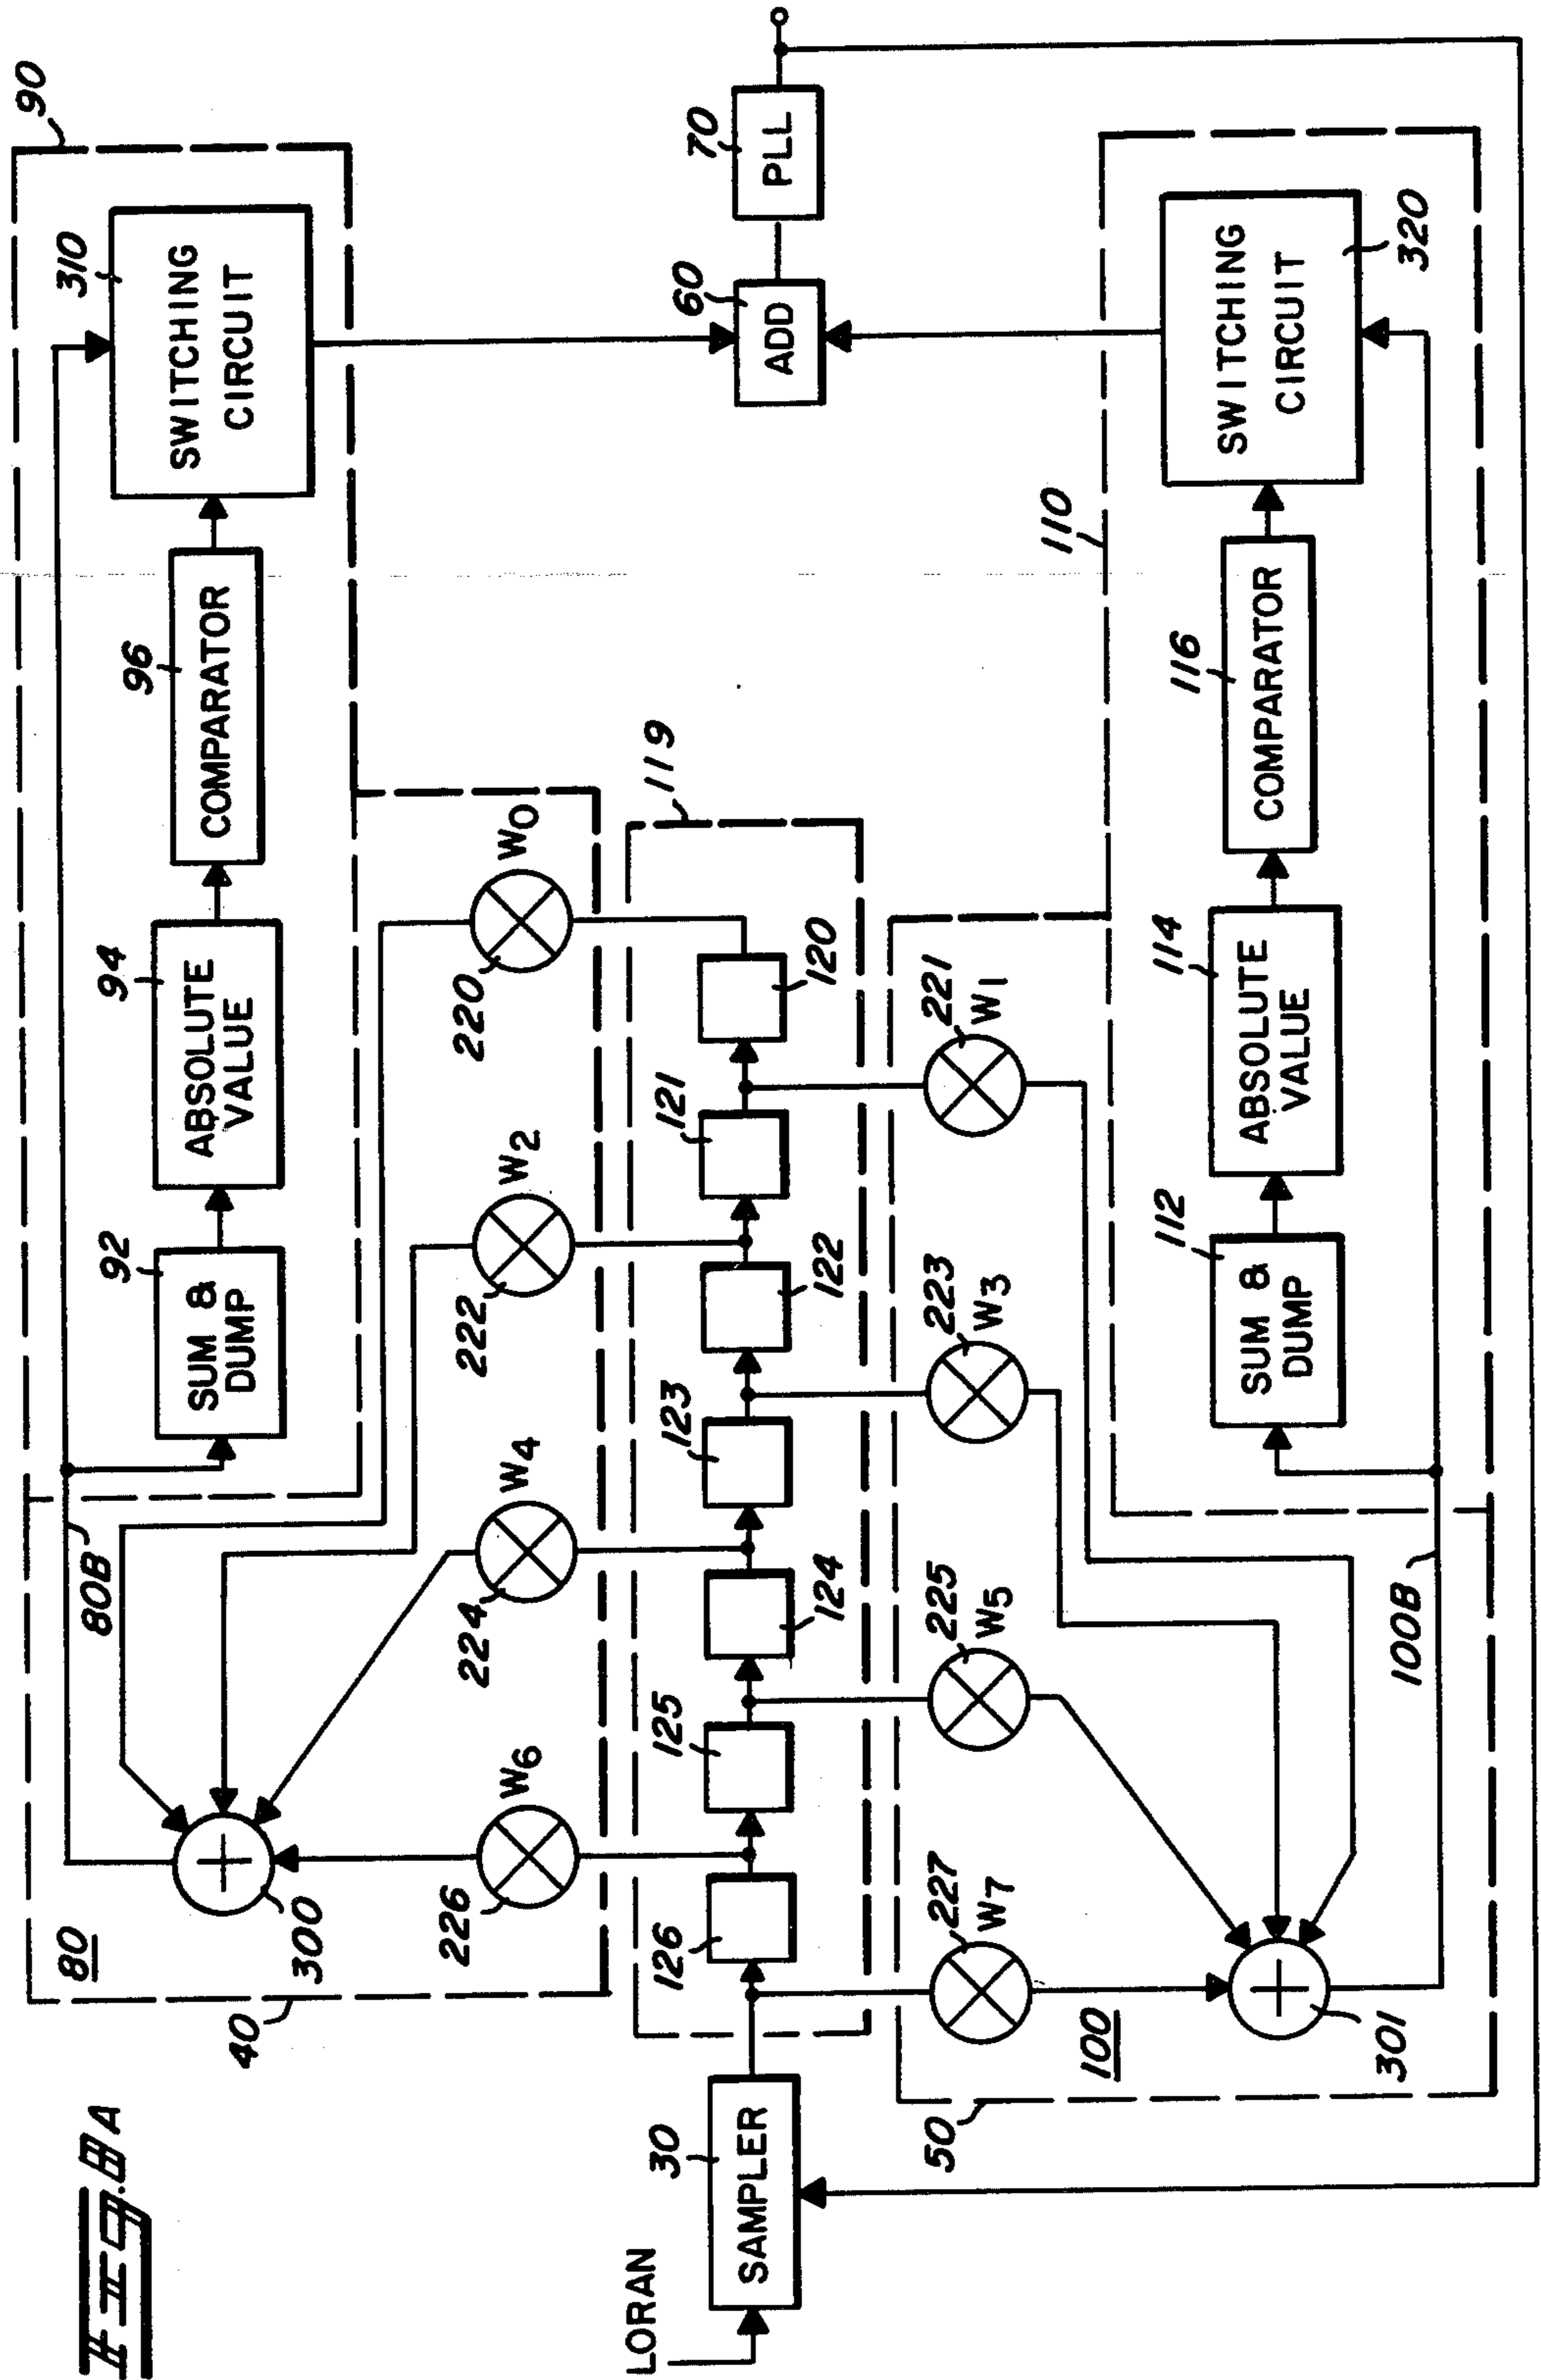 Fig. 8A
90
80
80B
310
40
300
92
94
96
SUM &
DUMP
ABSOLUTE
VALUE
COMPARATOR
SWITCHING
CIRCUIT
226
W6
224
W4
222
W2
220
W0
119
LORAN
30
SAMPLER
126
125
124
123
122
121
120
60
ADD
70
PLL
50
227
W7
225
W5
223
W3
221
W1
110
100
301
100B
112
114
116
SUM &
DUMP
ABSOLUTE
VALUE
COMPARATOR
SWITCHING
CIRCUIT
320